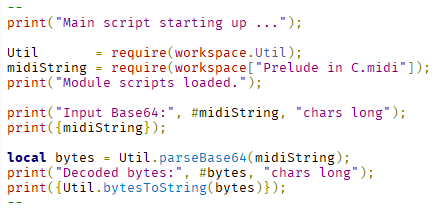 --
print("Main script starting up ...");
Util       = require(workspace.Util);
midiString = require(workspace["Prelude in C.midi"]);
print("Module scripts loaded.");
print("Input Base64:", #midiString, "chars long");
print({midiString});
local bytes = Util.parseBase64(midiString);
print("Decoded bytes:", #bytes, "chars long");
print({Util.bytesToString(bytes)});
--